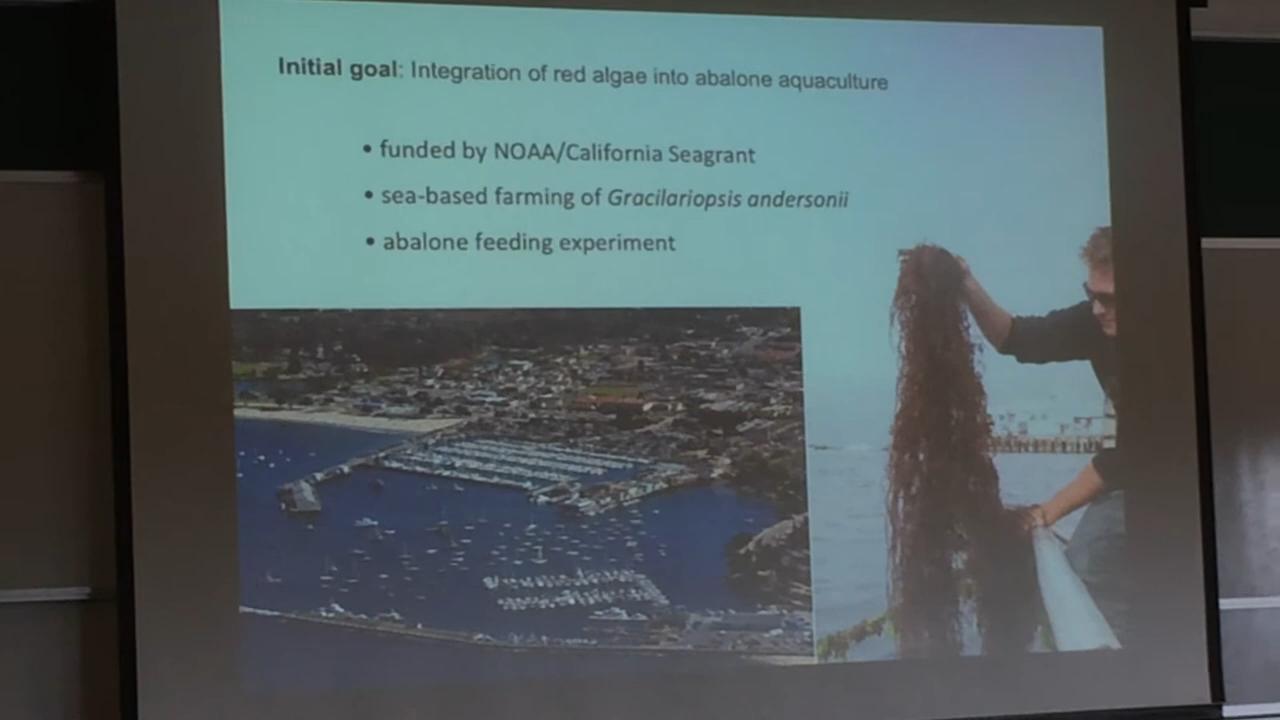 Initial goal: Integration of red algae into abalone aquaculture
• funded by NOAA/California Seagrant
• sea-based farming of Gracilariopsis andersonii
• abalone feeding experiment